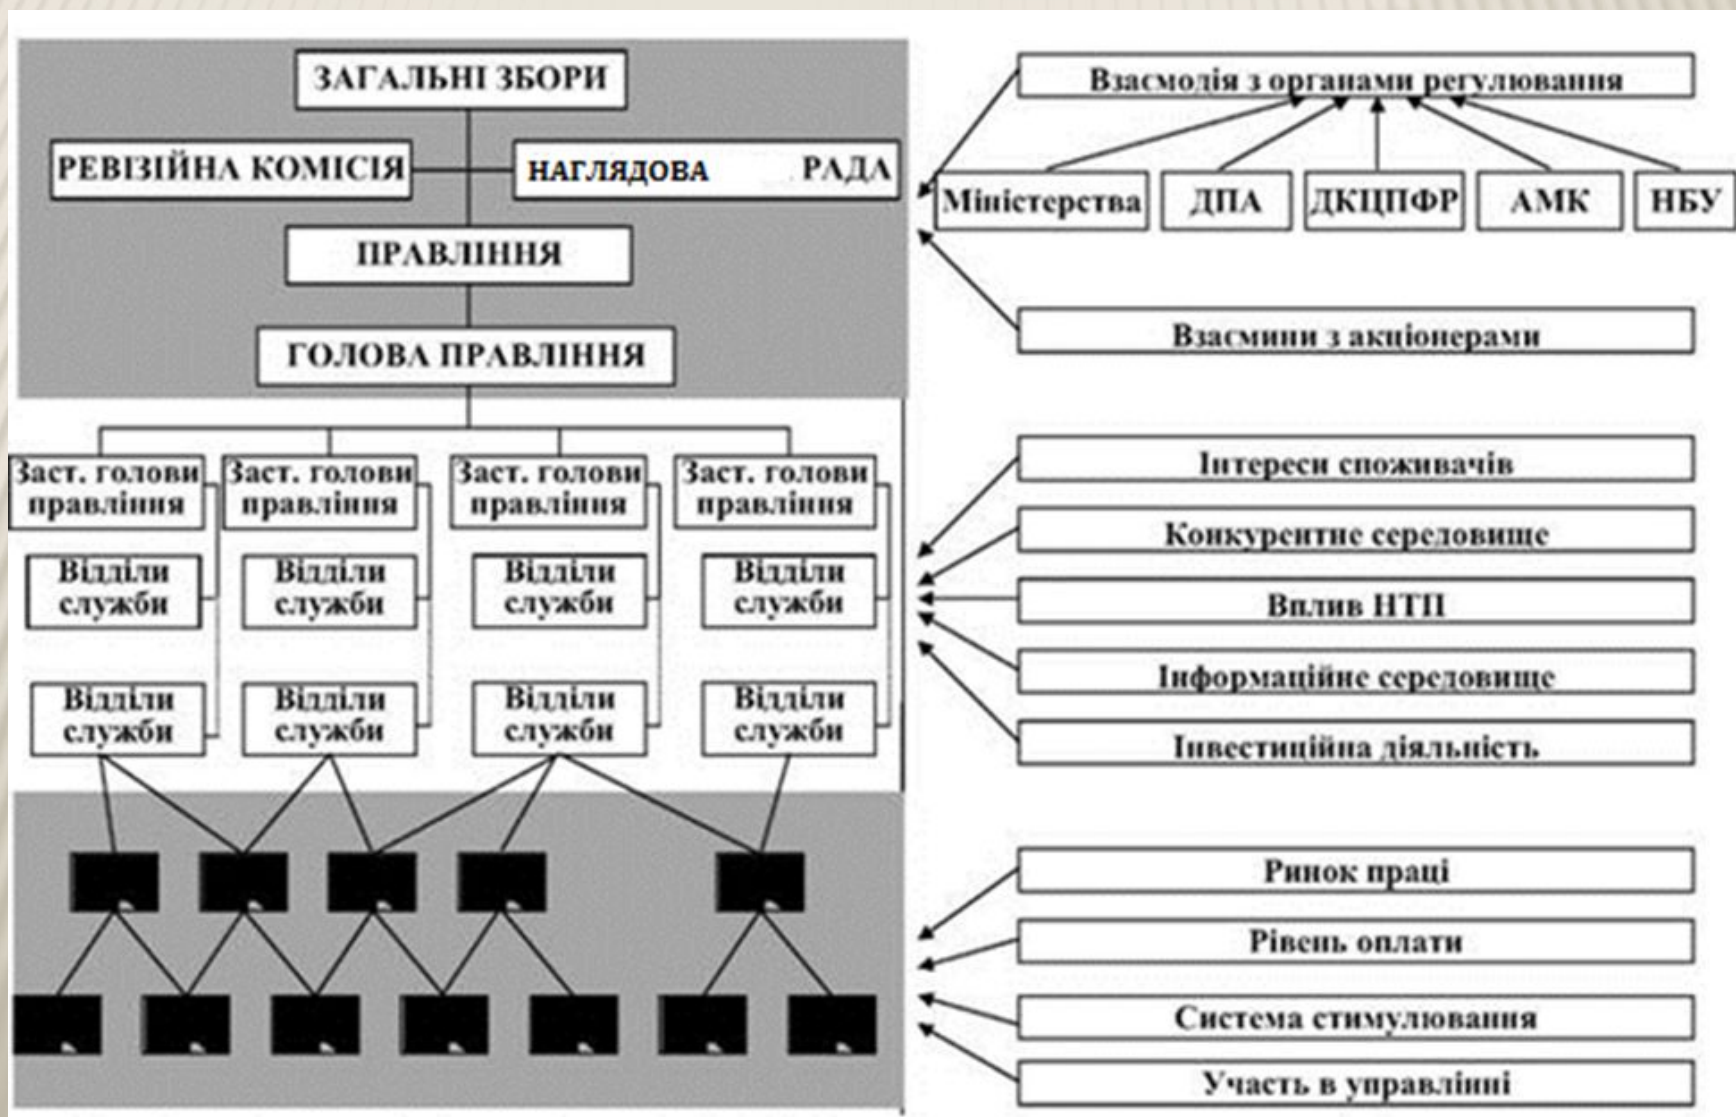 ЗАГАЛЬНІ ЗБОРИ
РЕВІЗІЙНА КОМІСІЯ
НАГЛЯДОВА РАДА
ПРАВЛІННЯ
ГОЛОВА ПРАВЛІННЯ
Заст. голови
правління
Заст. голови
правління
Заст. голови
правління
Заст. голови
правління
Відділи
служби
Відділи
служби
Відділи
служби
Відділи
служби
Відділи
служби
Відділи
служби
Відділи
служби
Відділи
служби
Взаємодія з органами регулювання
Міністерства
ДПА
ДКЦПФР
АМК
НБУ
Взаємини з акціонерами
Інтереси споживачів
Конкурентне середовище
Вплив НТП
Інформаційне середовище
Інвестиційна діяльність
Ринок праці
Рівень оплати
Система стимулювання
Участь в управлінні